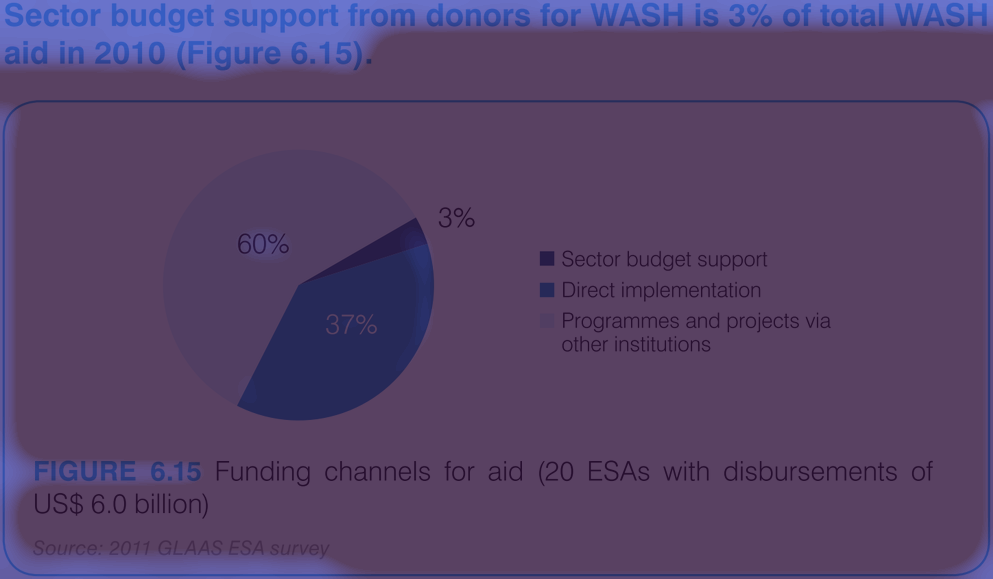 Sector budget support from donors for WASH is 3% of total WASH
aid in 2010 (Figure 6.15).
3%
60%
37%
Sector budget support
Direct implementation
Programmes and projects via
other institutions
FIGURE 6.15 Funding channels for aid (20 ESAs with disbursements of
US$ 6.0 billion)
Source: 2011 GLAAS ESA survey